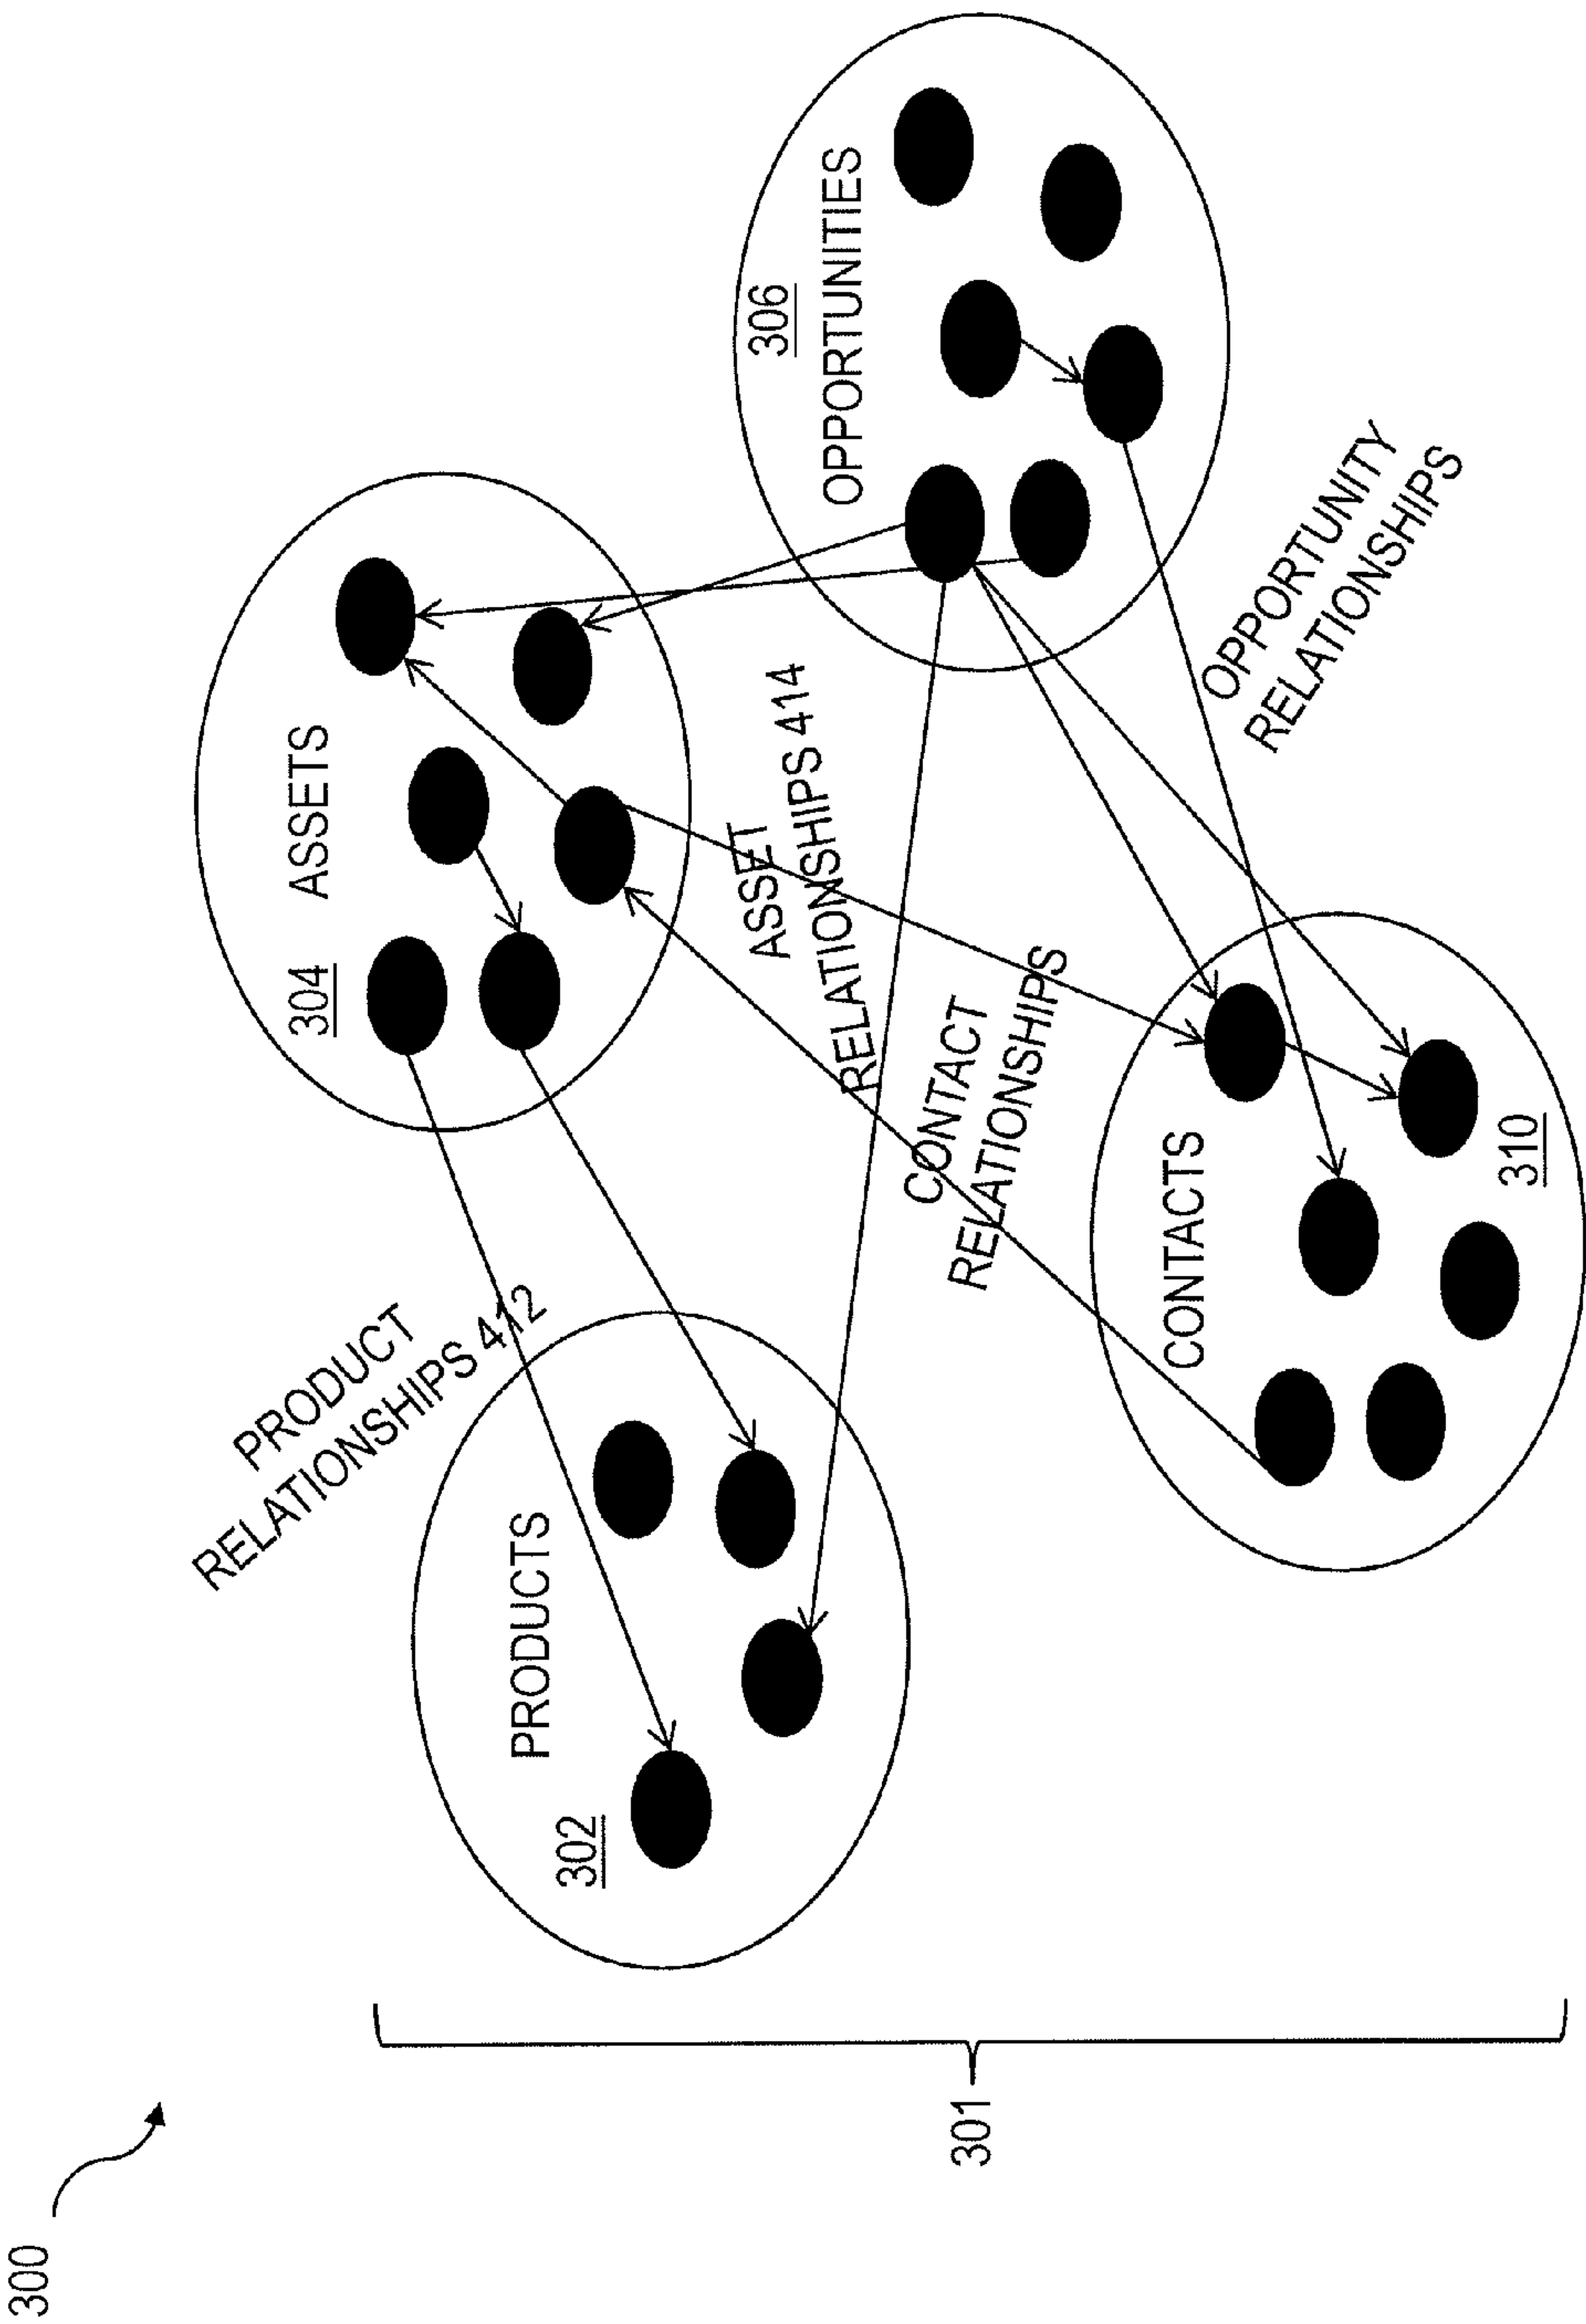 300
301
302
PRODUCTS
PRODUCT
RELATIONSHIPS 412
304
ASSETS
ASSET
RELATIONSHIPS 414
306
OPPORTUNITIES
CONTACT
RELATIONSHIPS
OPPORTUNITY
RELATIONSHIPS
CONTACTS
310